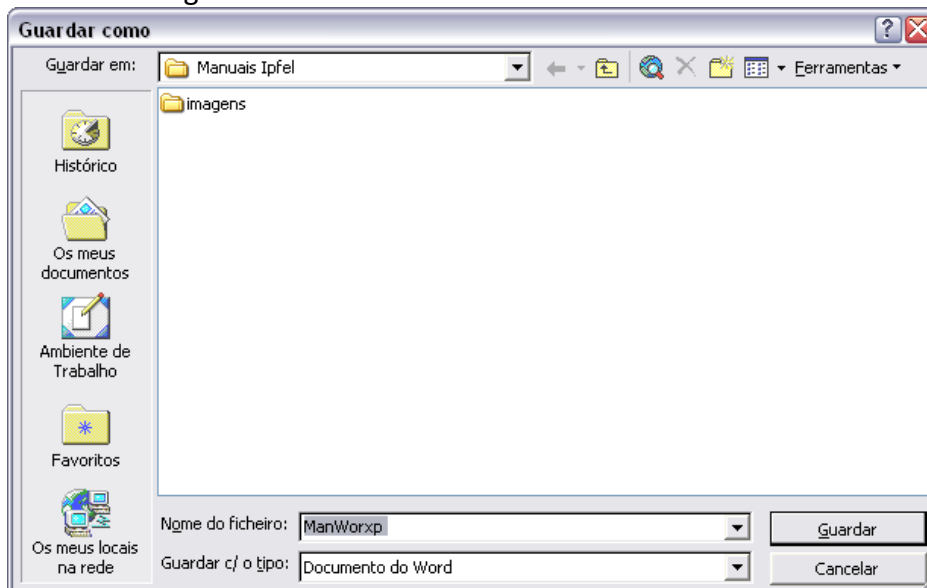 Guardar como
Guardar em:
Manuais Ipfel
Ferramentas
imagens
Histórico
Os meus
documentos
Ambiente de
Trabalho
Favoritos
Os meus locais
na rede
Nome do ficheiro:
ManWorxp
Guardar
Guardar c/ o tipo:
Documento do Word
Cancelar